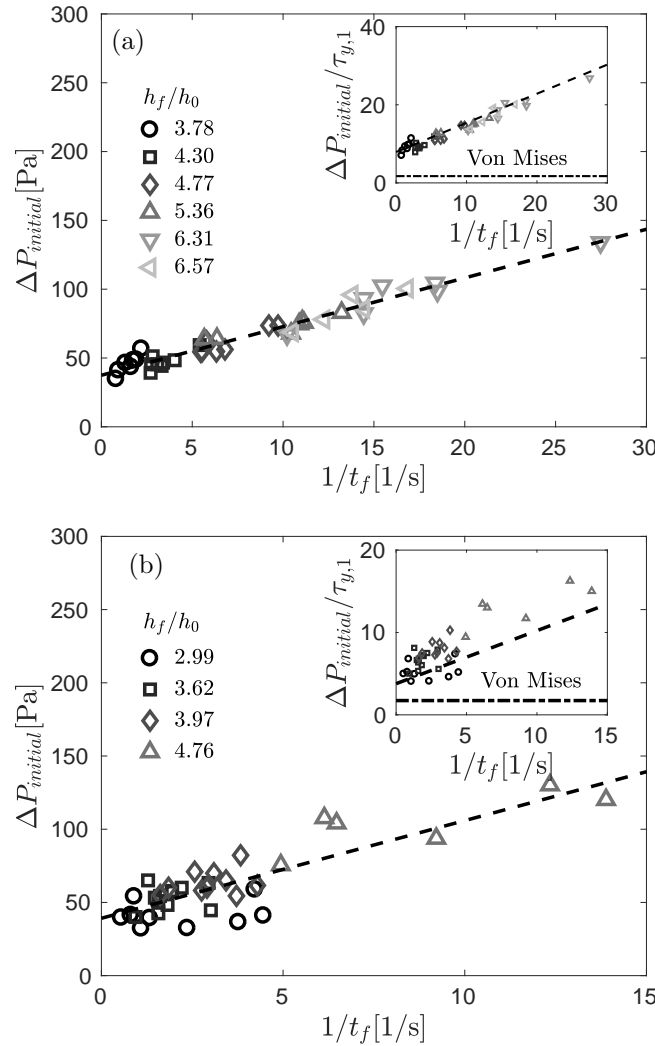 (a)
300
250
200
150
100
50
0
ΔP_initial[Pa]
h_f/h_0
3.78
4.30
4.77
5.36
6.31
6.57
0 5 10 15 20 25 30
1/t_f[1/s]
40
20
0
ΔP_initial/τ_y,1
Von Mises
0 10 20 30
1/t_f[1/s]
(b)
300
250
200
150
100
50
0
ΔP_initial[Pa]
h_f/h_0
2.99
3.62
3.97
4.76
0 5 10 15
1/t_f[1/s]
20
10
0
ΔP_initial/τ_y,1
Von Mises
0 5 10 15
1/t_f[1/s]